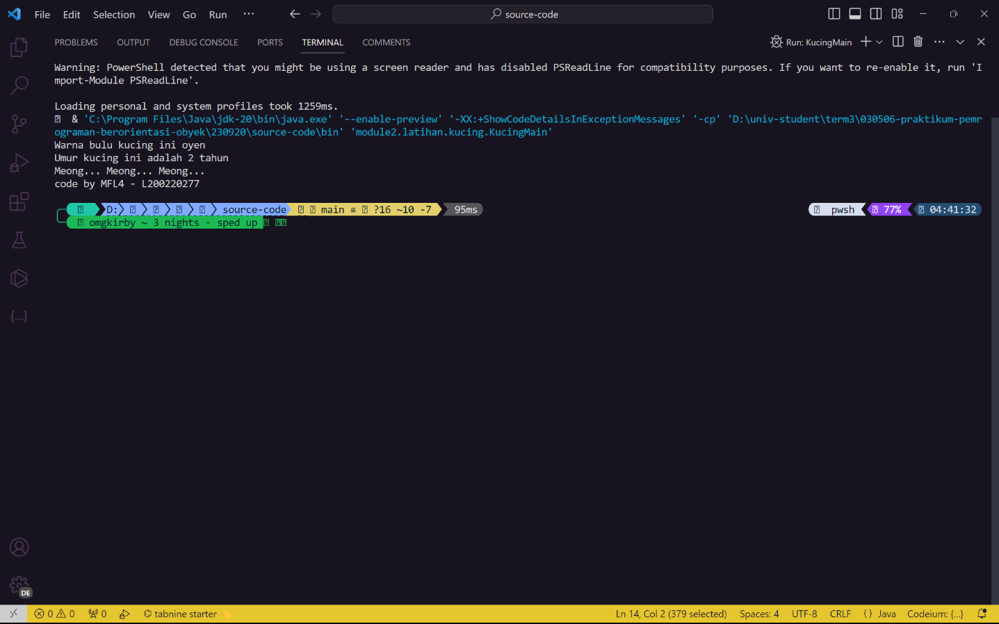 File Edit Selection View Go Run ... source-code
PROBLEMS OUTPUT DEBUG CONSOLE PORTS TERMINAL COMMENTS Run: KucingMain
Warning: PowerShell detected that you might be using a screen reader and has disabled PSReadLine for compatibility purposes. If you want to re-enable it, run 'I
mport-Module PSReadLine'.
Loading personal and system profiles took 1259ms.
& 'C:\Program Files\Java\jdk-20\bin\java.exe' '--enable-preview' '-XX:+ShowCodeDetailsInExceptionMessages' '-cp' 'D:\univ-student\term3\030506-praktikum-pemr
ograman-berorientasi-obyek\230920\source-code\bin' 'module2.latihan.kucing.KucingMain'
Warna bulu kucing ini oyen
Umur kucing ini adalah 2 tahun
Meong... Meong... Meong...
code by MFL4 - L200220277
D: source-code main ≡ ?16 ~10 -7 95ms pwsh 77% 04:41:32
omgkirby ~ 3 nights - sped up
{...}
DE
0 0 0 tabnine starter Ln 14, Col 2 (379 selected) Spaces: 4 UTF-8 CRLF {} Java Codeium: {...}